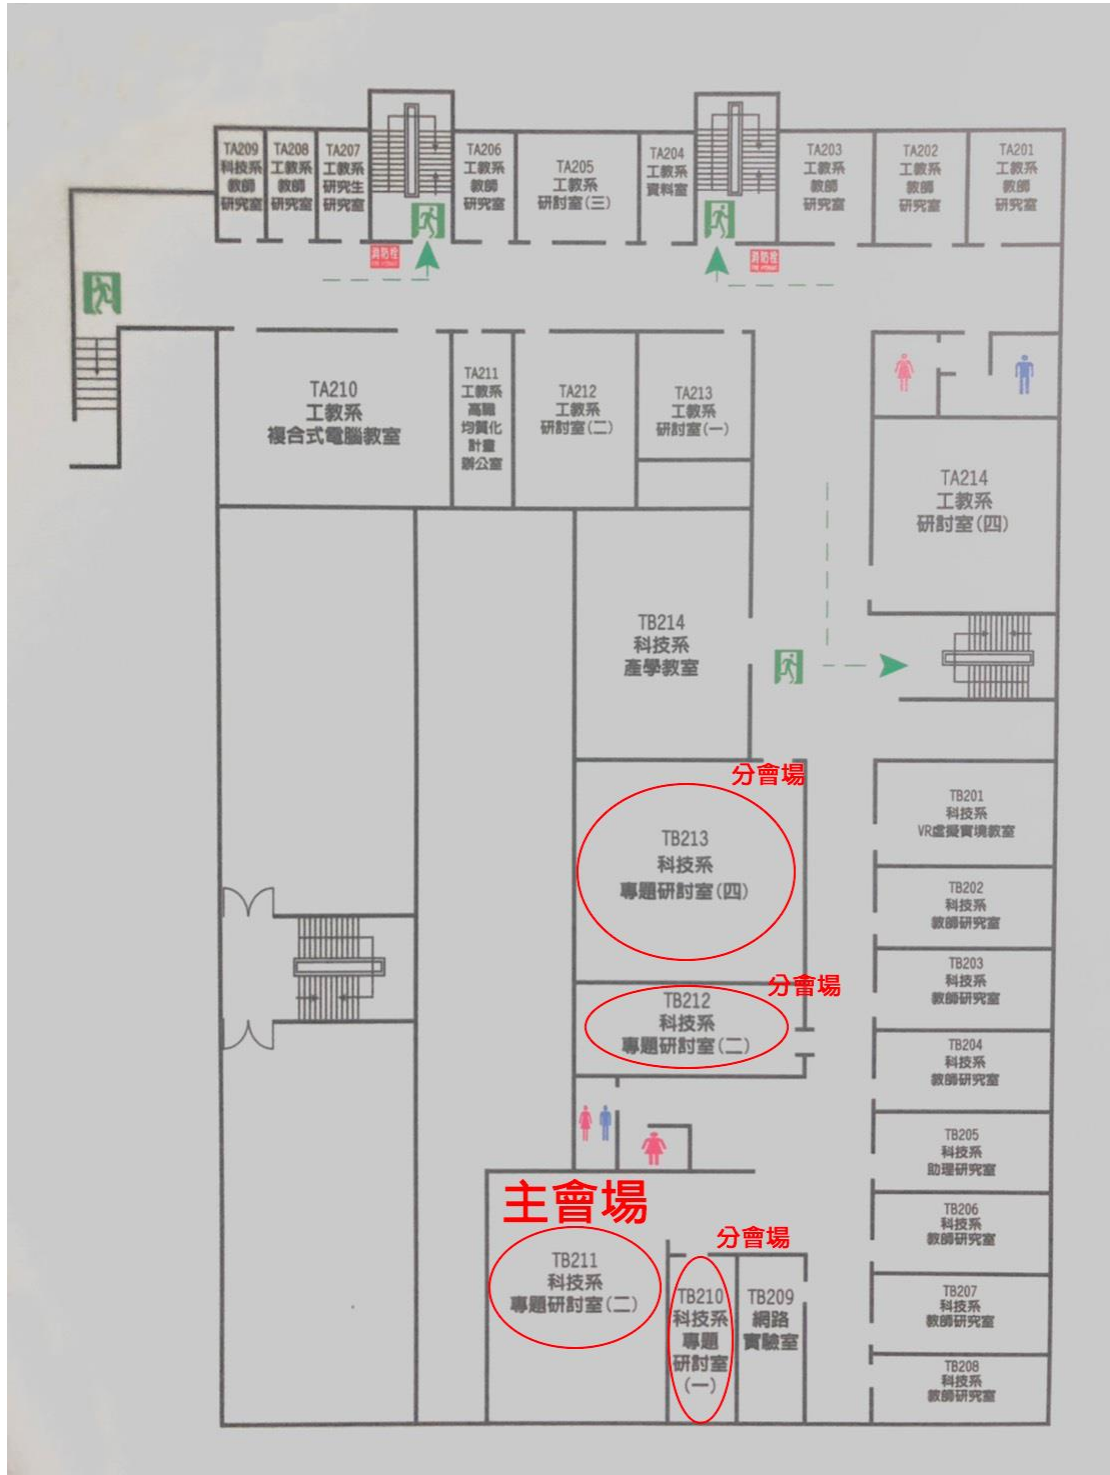 TA209
科技系
教師
研究室
TA208
工教系
教師
研究室
TA207
工教系
研究生
研究室
TA206
工教系
教師
研究室
TA205
工教系
研討室(三)
TA204
工教系
資料室
TA203
工教系
教師
研究室
TA202
工教系
教師
研究室
TA201
工教系
教師
研究室
消防栓
消防栓
TA210
工教系
複合式電腦教室
TA211
工教系
高職
均質化
計畫
辦公室
TA212
工教系
研討室(二)
TA213
工教系
研討室(一)
TA214
工教系
研討室(四)
TB214
科技系
產學教室
分會場
TB213
科技系
專題研討室(四)
TB201
科技系
VR虛擬實境教室
TB202
科技系
教師研究室
分會場
TB212
科技系
專題研討室(二)
TB203
科技系
教師研究室
TB204
科技系
教師研究室
TB205
科技系
助理研究室
主會場
TB211
科技系
專題研討室(二)
分會場
TB210
科技系
專題
研討室
(一)
TB209
網路
實驗室
TB206
科技系
教師研究室
TB207
科技系
教師研究室
TB208
科技系
教師研究室